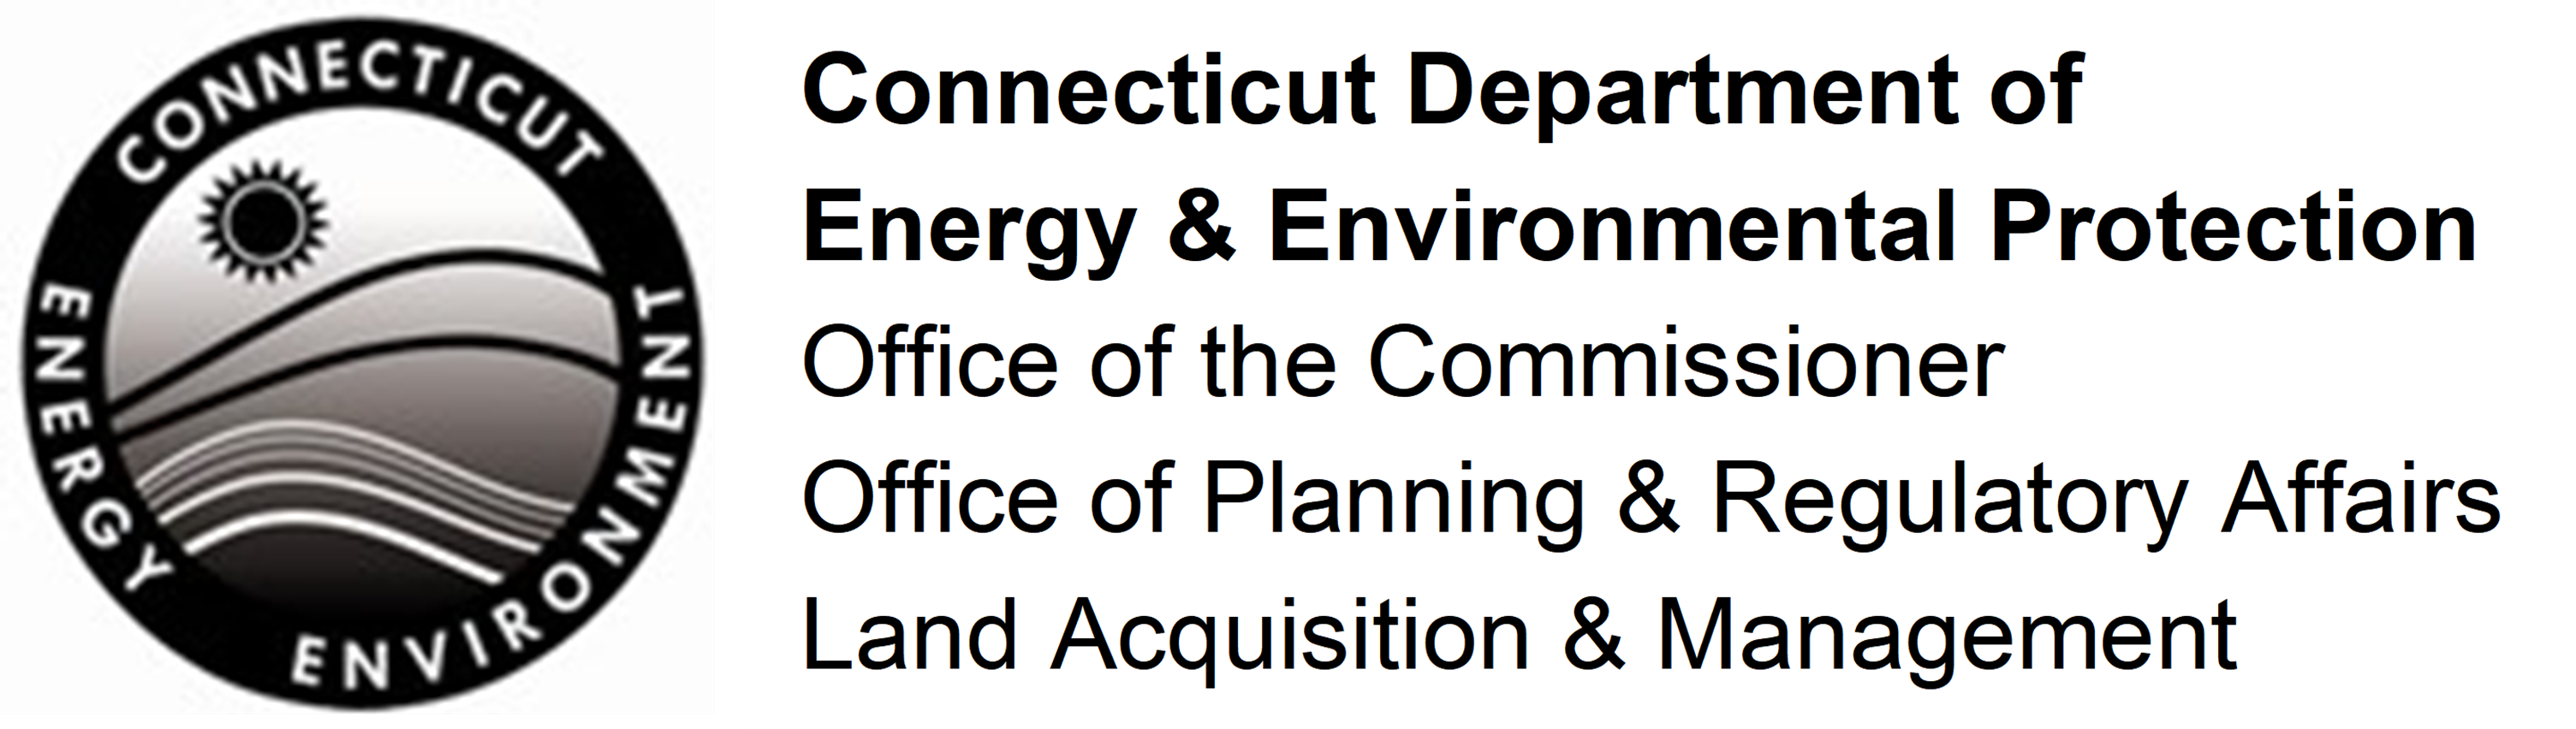 CONNECTICUT
ENERGY
ENVIRONMENT
Connecticut Department of
Energy & Environmental Protection
Office of the Commissioner
Office of Planning & Regulatory Affairs
Land Acquisition & Management